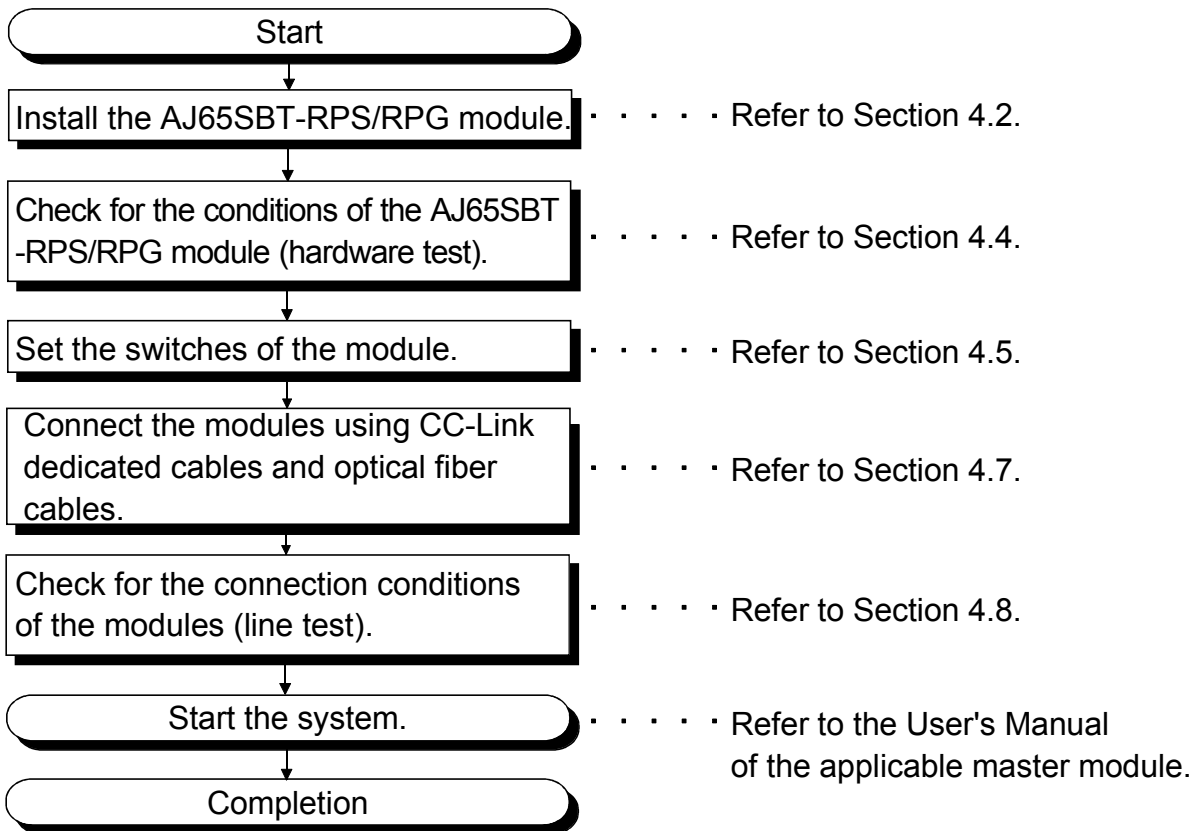 Start
Install the AJ65SBT-RPS/RPG module. · · · · · Refer to Section 4.2.
Check for the conditions of the AJ65SBT
-RPS/RPG module (hardware test). · · · · · Refer to Section 4.4.
Set the switches of the module. · · · · · Refer to Section 4.5.
Connect the modules using CC-Link
dedicated cables and optical fiber · · · · · Refer to Section 4.7.
cables.
Check for the connection conditions
of the modules (line test). · · · · · Refer to Section 4.8.
Start the system. · · · · · Refer to the User's Manual
of the applicable master module.
Completion